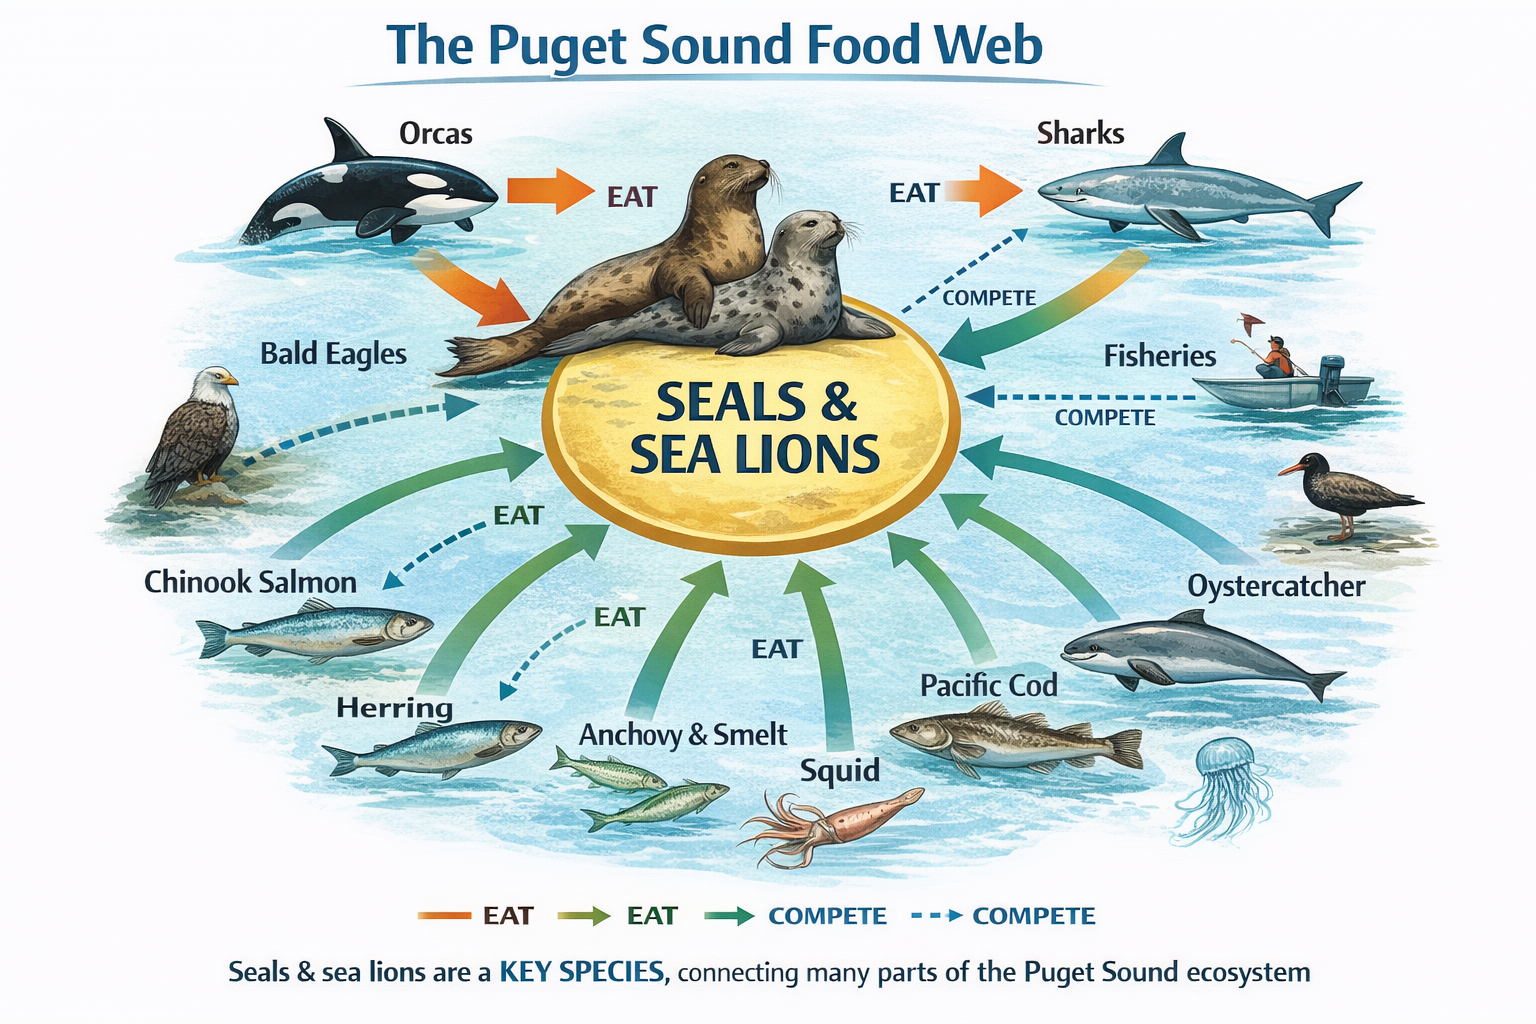 The Puget Sound Food Web
Orcas
Sharks
EAT
EAT
COMPETE
Bald Eagles
Fisheries
COMPETE
SEALS &
SEA LIONS
EAT
Chinook Salmon
Oystercatcher
EAT
EAT
Pacific Cod
Herring
Anchovy & Smelt
Squid
EAT EAT COMPETE COMPETE
Seals & sea lions are a KEY SPECIES, connecting many parts of the Puget Sound ecosystem